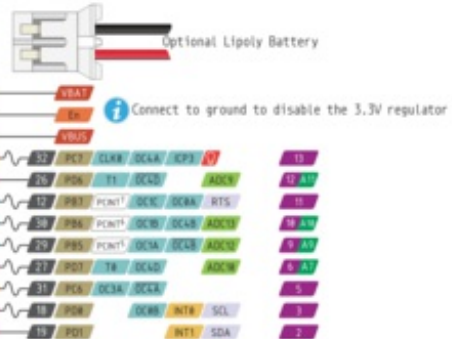 Optional Lipoly Battery
VBAT
En Connect to ground to disable the 3.3V regulator
VBUS
32 PC7 CLK0 OC4A ICP3 13
26 PD6 T1 OC4D ADC9 12 A11
12 PB7 PCINT7 OC1C OC0A RTS 11
30 PB6 PCINT6 OC1B OC4B ADC13 10 A10
29 PB5 PCINT5 OC1A OC4B ADC12 9 A9
27 PD7 T0 OC4D ADC10 6 A7
31 PC6 OC3A OC4A 5
18 PD0 OC0B INT0 SCL 3
19 PD1 INT1 SDA 2